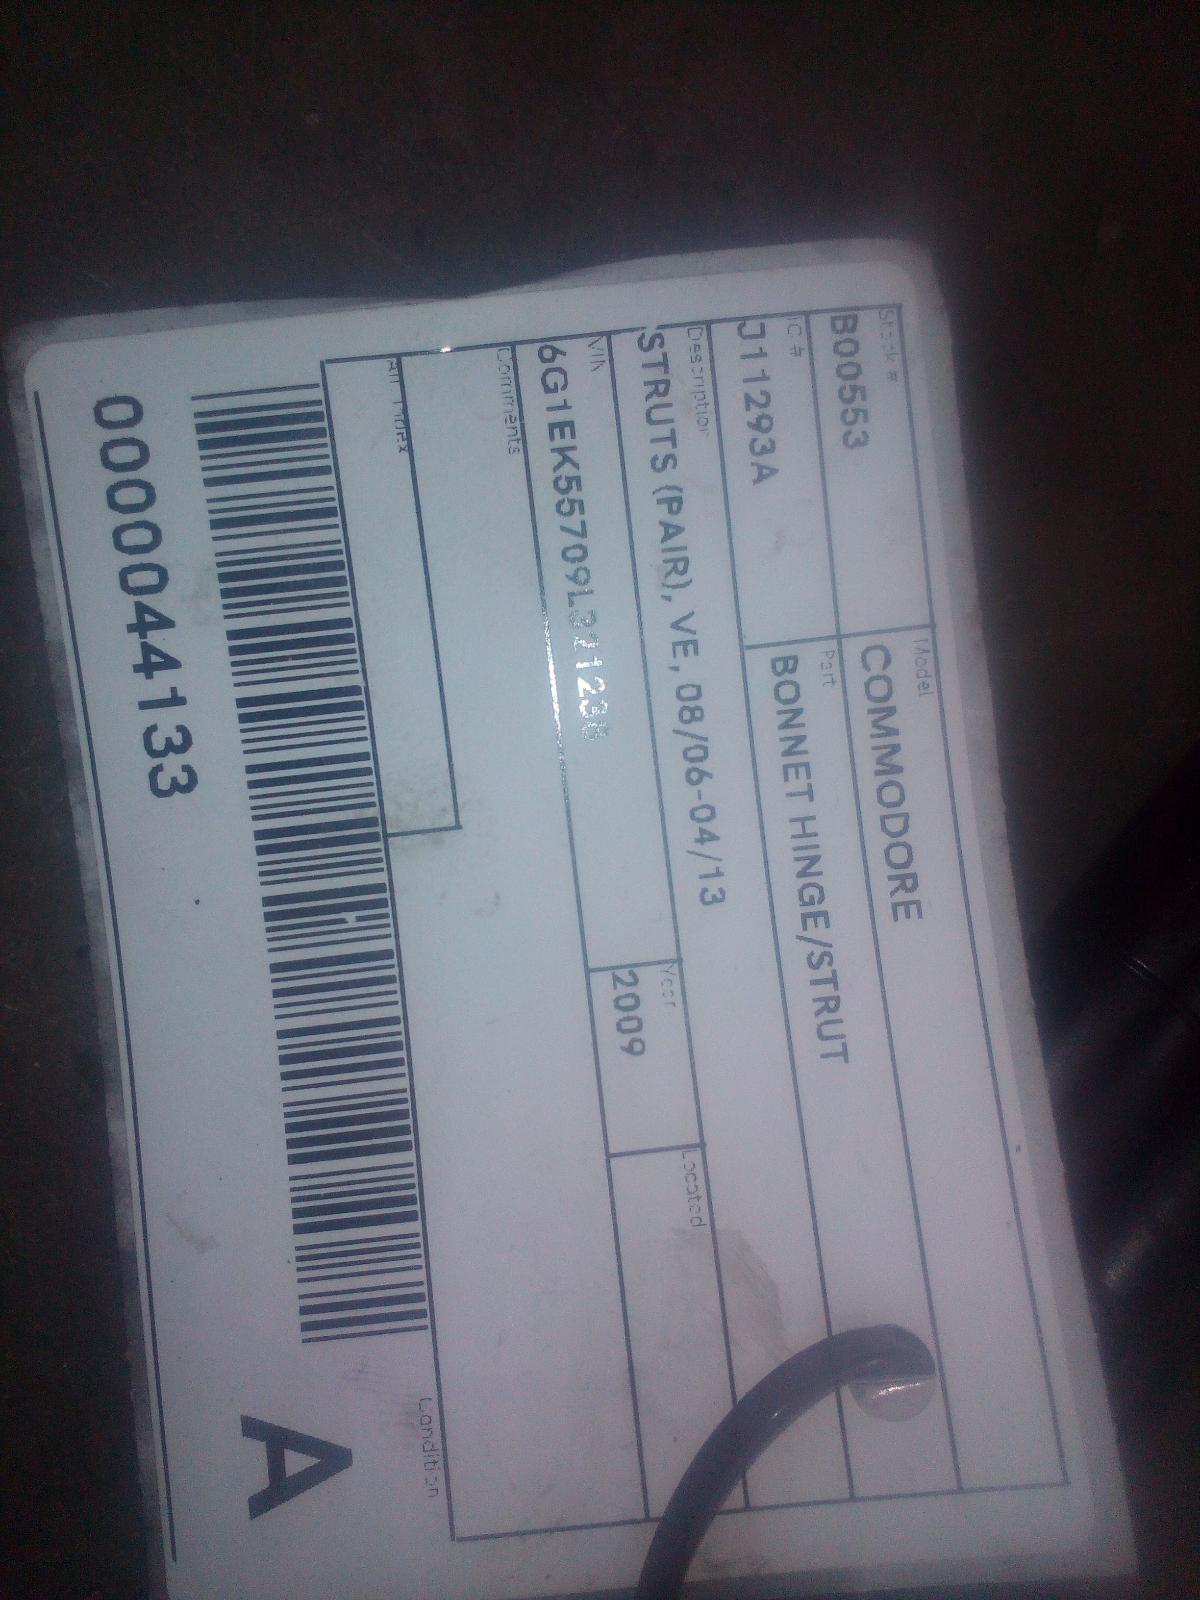 Stock #
Model
B00553
COMMODORE
IC #
Part
J11293A
BONNET HINGE/STRUT
Description
STRUTS (PAIR), VE, 08/06-04/13
VIN
Year
Located
2009
Comments
Condition
0000044133
A